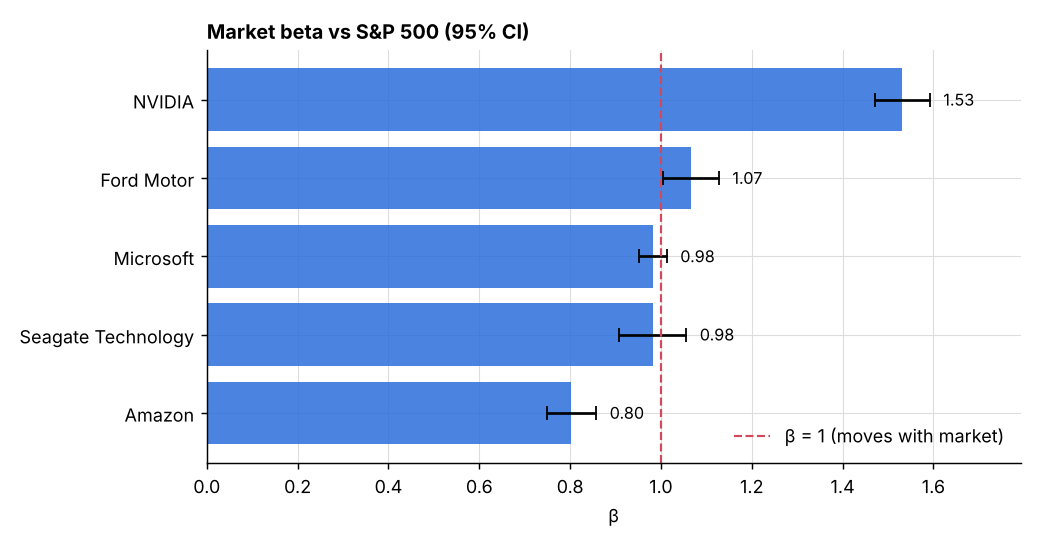 Market beta vs S&P 500 (95% CI)
NVIDIA
1.53
Ford Motor
1.07
Microsoft
0.98
Seagate Technology
0.98
Amazon
0.80
β = 1 (moves with market)
0.0 0.2 0.4 0.6 0.8 1.0 1.2 1.4 1.6
β